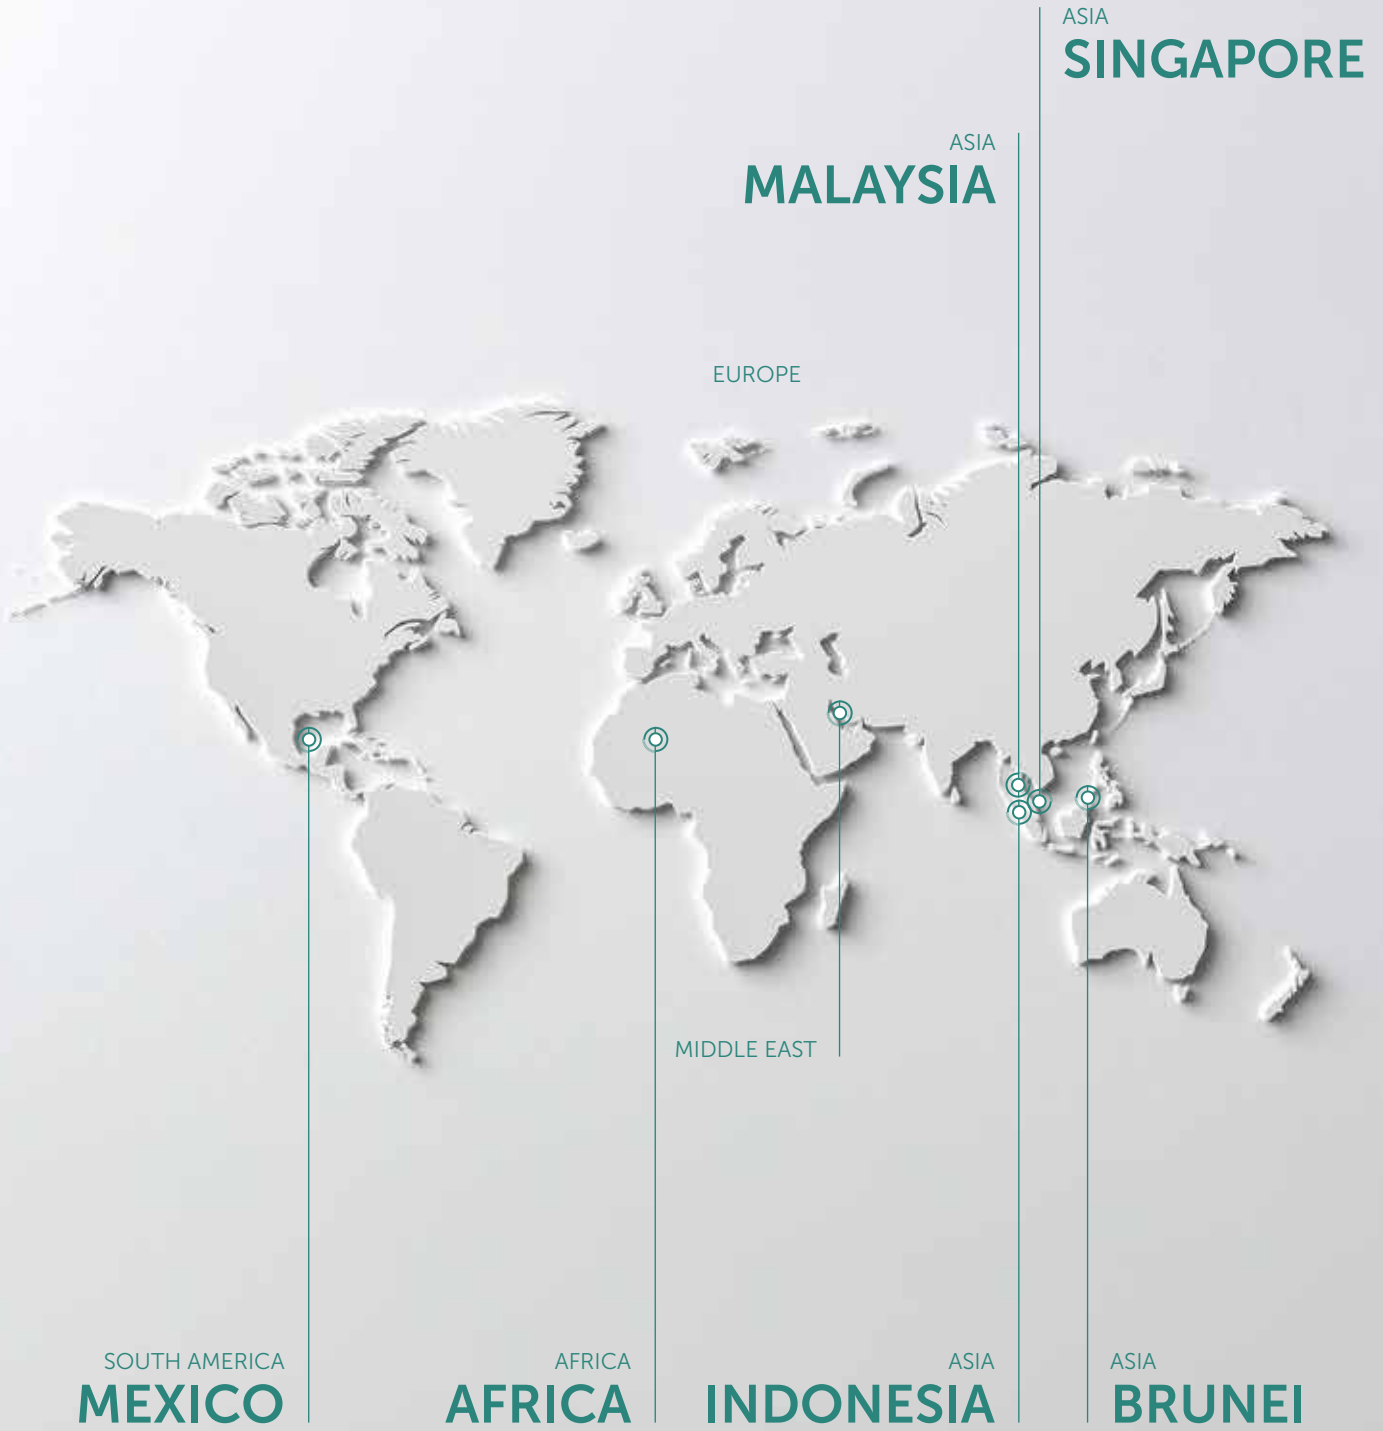 ASIA
SINGAPORE
ASIA
MALAYSIA
EUROPE
MIDDLE EAST
SOUTH AMERICA
MEXICO
AFRICA
AFRICA
ASIA
INDONESIA
ASIA
BRUNEI